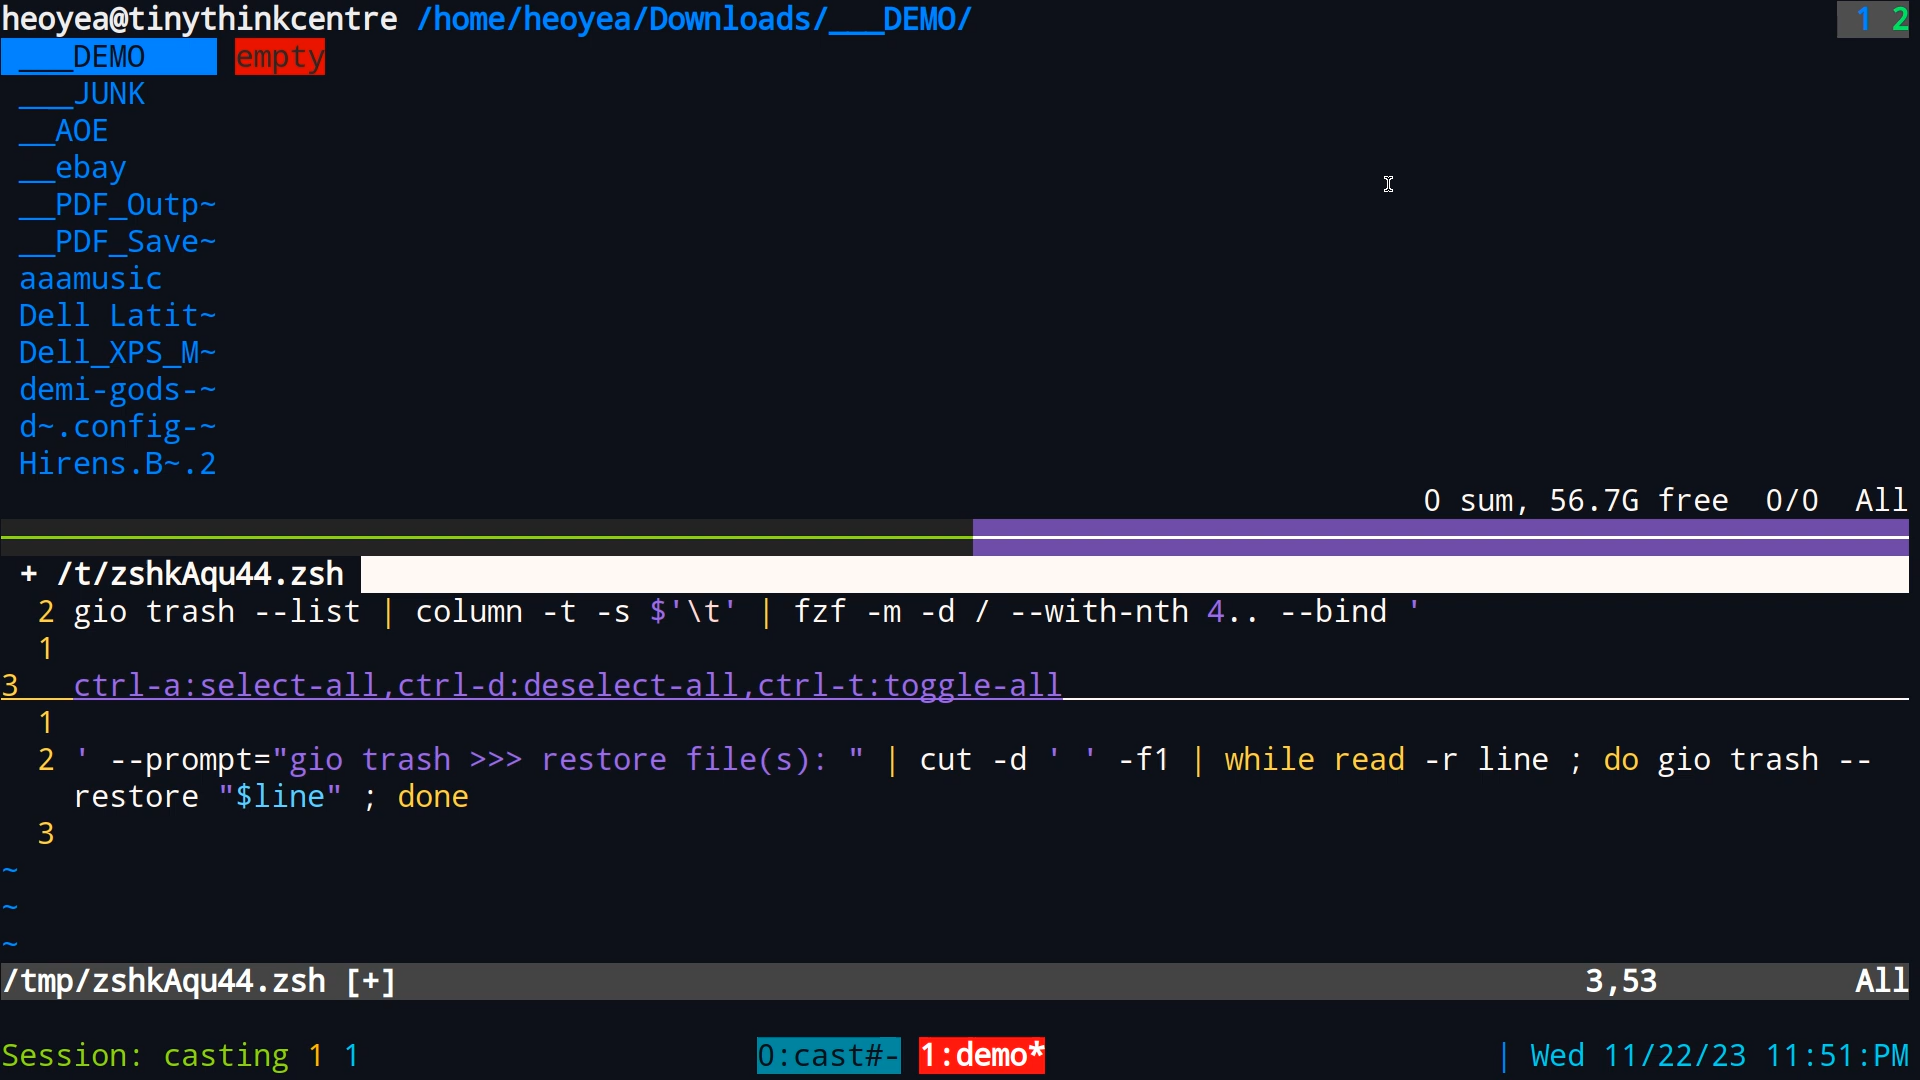 heoyea@tinythinkcentre /home/heoyea/Downloads/___DEMO/ 1 2
___DEMO empty
____JUNK
__AOE
__ebay
__PDF_Outp~
__PDF_Save~
aaamusic
Dell Latit~
Dell_XPS_M~
demi-gods-~
d~.config-~
Hirens.B~.2
0 sum, 56.7G free 0/0 All
+ /t/zshkAqu44.zsh
2 gio trash --list | column -t -s $'\t' | fzf -m -d / --with-nth 4.. --bind '
1
3 ctrl-a:select-all,ctrl-d:deselect-all,ctrl-t:toggle-all
1
2 ' --prompt="gio trash >>> restore file(s): " | cut -d ' ' -f1 | while read -r line ; do gio trash --
restore "$line" ; done
3
~
~
~
/tmp/zshkAqu44.zsh [+] 3,53 All
Session: casting 1 1 0:cast#- 1:demo* | Wed 11/22/23 11:51:PM